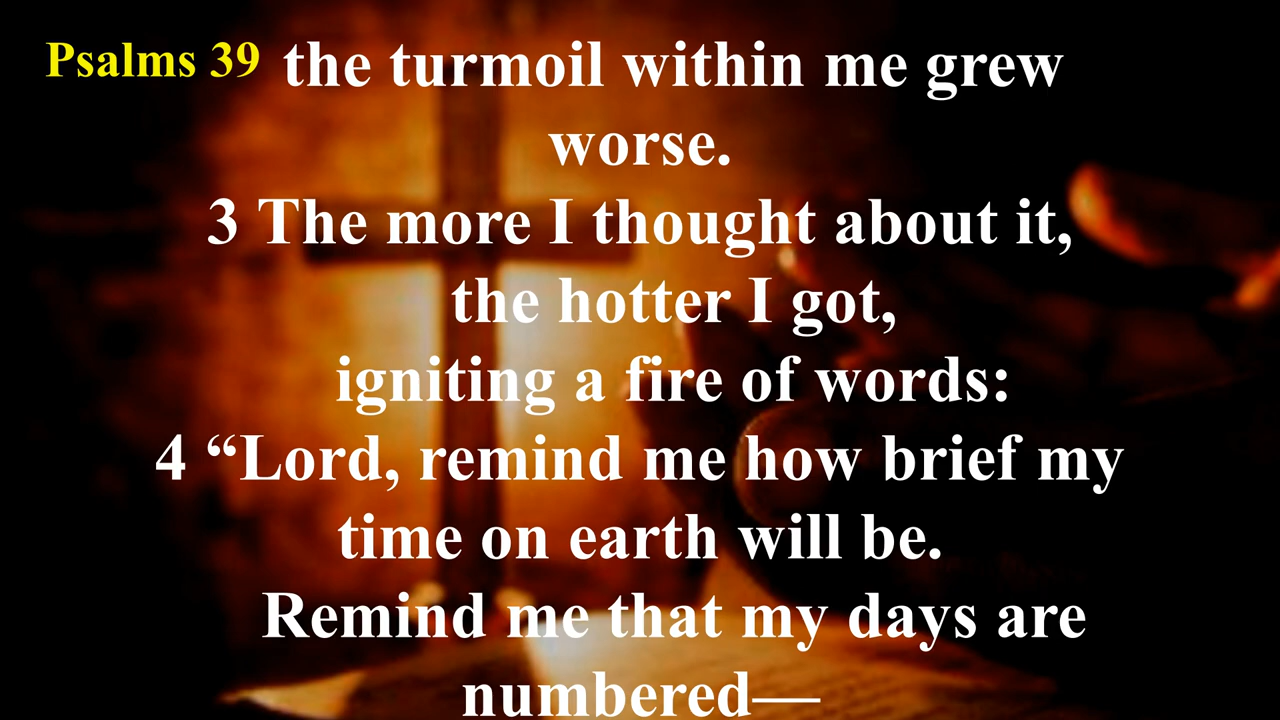 Psalms 39
the turmoil within me grew
worse.
3 The more I thought about it,
the hotter I got,
igniting a fire of words:
4 “Lord, remind me how brief my
time on earth will be.
Remind me that my days are
numbered—